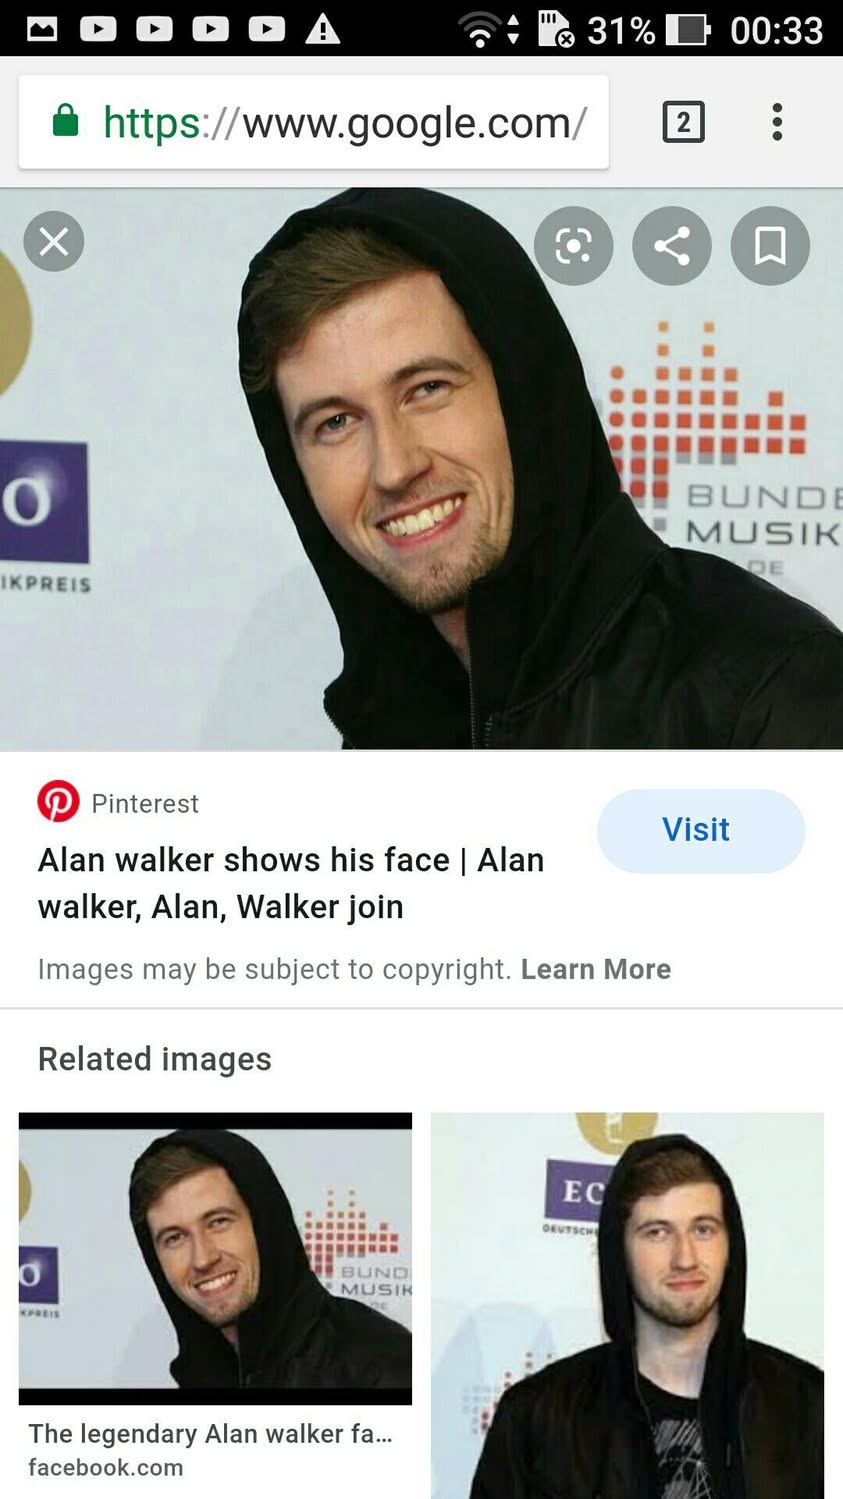 31% 00:33
https://www.google.com/
2
BUNDE
MUSIK
DE
O
IKPREIS
Pinterest
Visit
Alan walker shows his face | Alan
walker, Alan, Walker join
Images may be subject to copyright. Learn More
Related images
O
KPREIS
BUND
MUSIK
DE
EC
DEUTSCH
The legendary Alan walker fa...
facebook.com